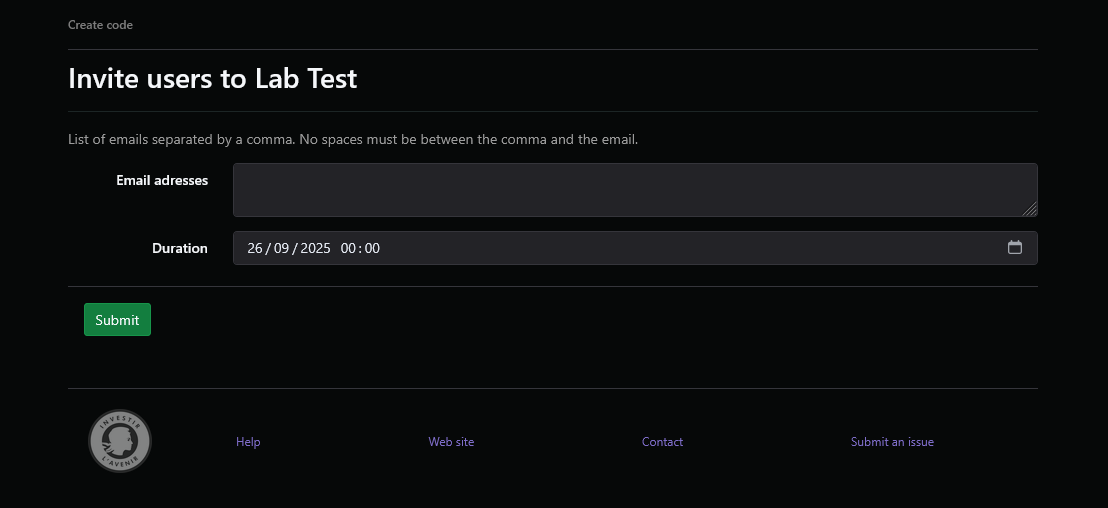 Create code
Invite users to Lab Test
List of emails separated by a comma. No spaces must be between the comma and the email.
Email adresses
Duration 26/09/2025 00:00
Submit
INVESTIR L'AVENIR
Help Web site Contact Submit an issue